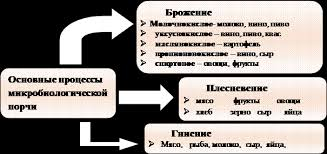 Основные процессы
микробиологической
порчи
Брожение
Молочнокислое- молоко, вино, пиво
уксуснокислое – вино, пиво, квас
маслянокислое – картофель
пропионовокислое – вино, сыр
спиртовое – овощи, фрукты
Плесневение
мясо фрукты овощи
хлеб зерно сыр яйца
Гниение
Мясо, рыба, молоко, сыр, яйца,